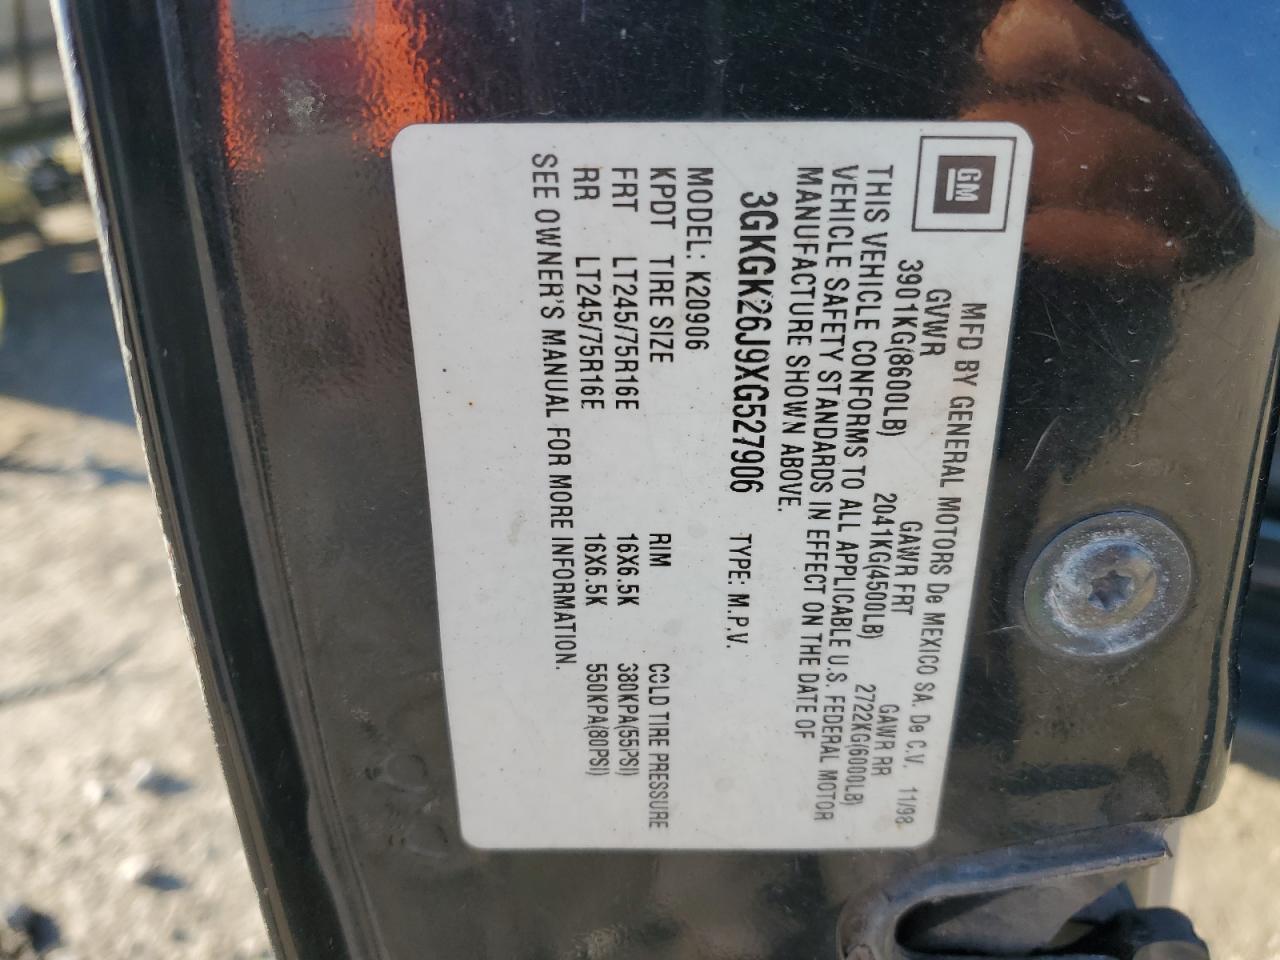 GM
MFD BY GENERAL MOTORS De MEXICO SA. De C.V. 11/98
GVWR GAWR FRT GAWR RR
3901KG(8600LB) 2041KG(4500LB) 2722KG(6000LB)
THIS VEHICLE CONFORMS TO ALL APPLICABLE U.S. FEDERAL MOTOR
VEHICLE SAFETY STANDARDS IN EFFECT ON THE DATE OF
MANUFACTURE SHOWN ABOVE.
3GKGK26J9XG527906 TYPE: M.P.V.
MODEL: K20906
KPDT TIRE SIZE RIM COLD TIRE PRESSURE
FRT LT245/75R16E 16X6.5K 380KPA(55PSI)
RR LT245/75R16E 16X6.5K 550KPA(80PSI)
SEE OWNER'S MANUAL FOR MORE INFORMATION.